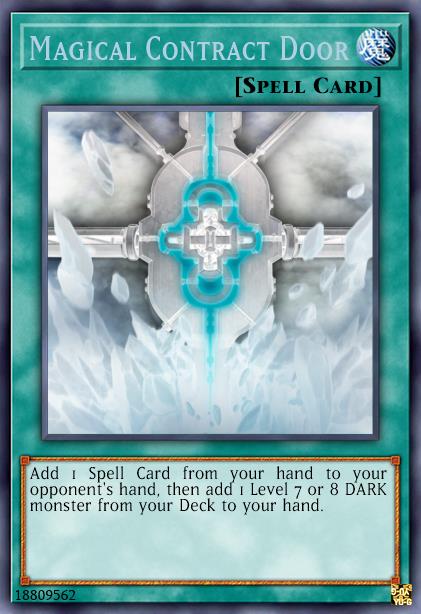 Magical Contract Door 魔
[Spell Card]
Add 1 Spell Card from your hand to your
opponent's hand, then add 1 Level 7 or 8 DARK
monster from your Deck to your hand.
18809562